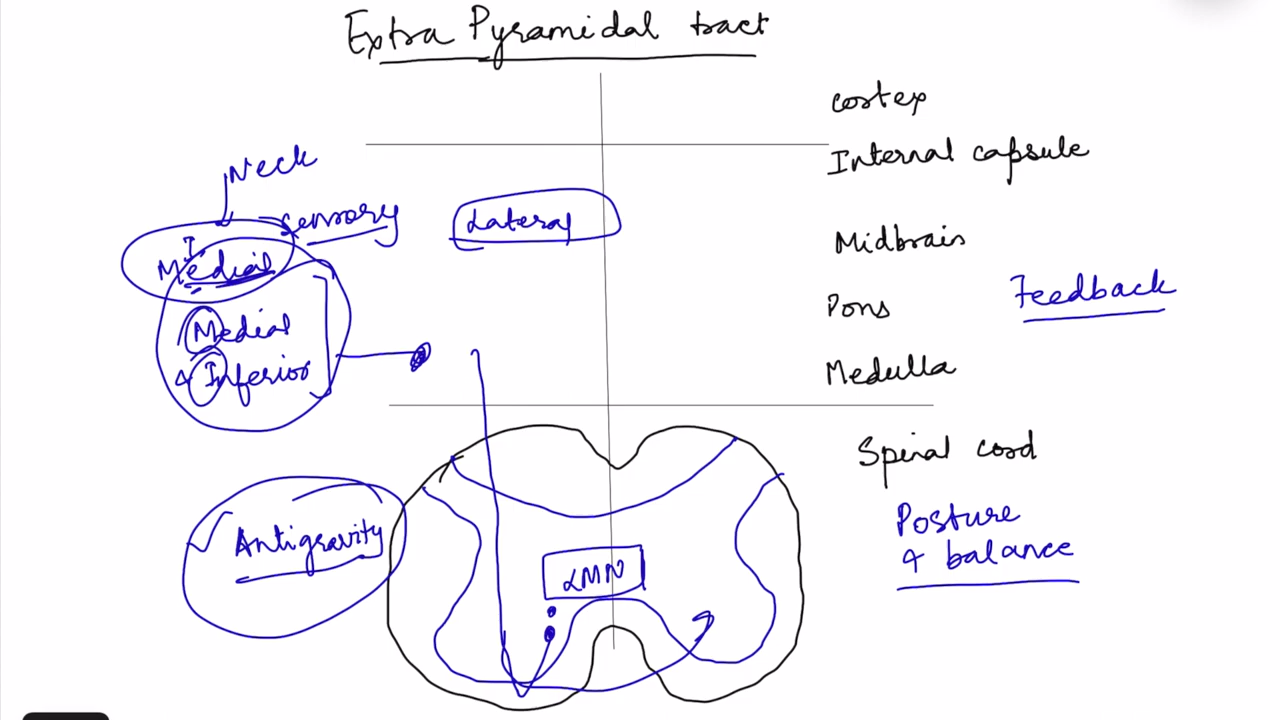 Extra Pyramidal tract
Neck
Sensory
Medial
Medial
& Inferior
Lateral
Antigravity
LMN
cortex
Internal capsule
Midbrain
Pons
Feedback
Medulla
Spinal cord
Posture
& balance